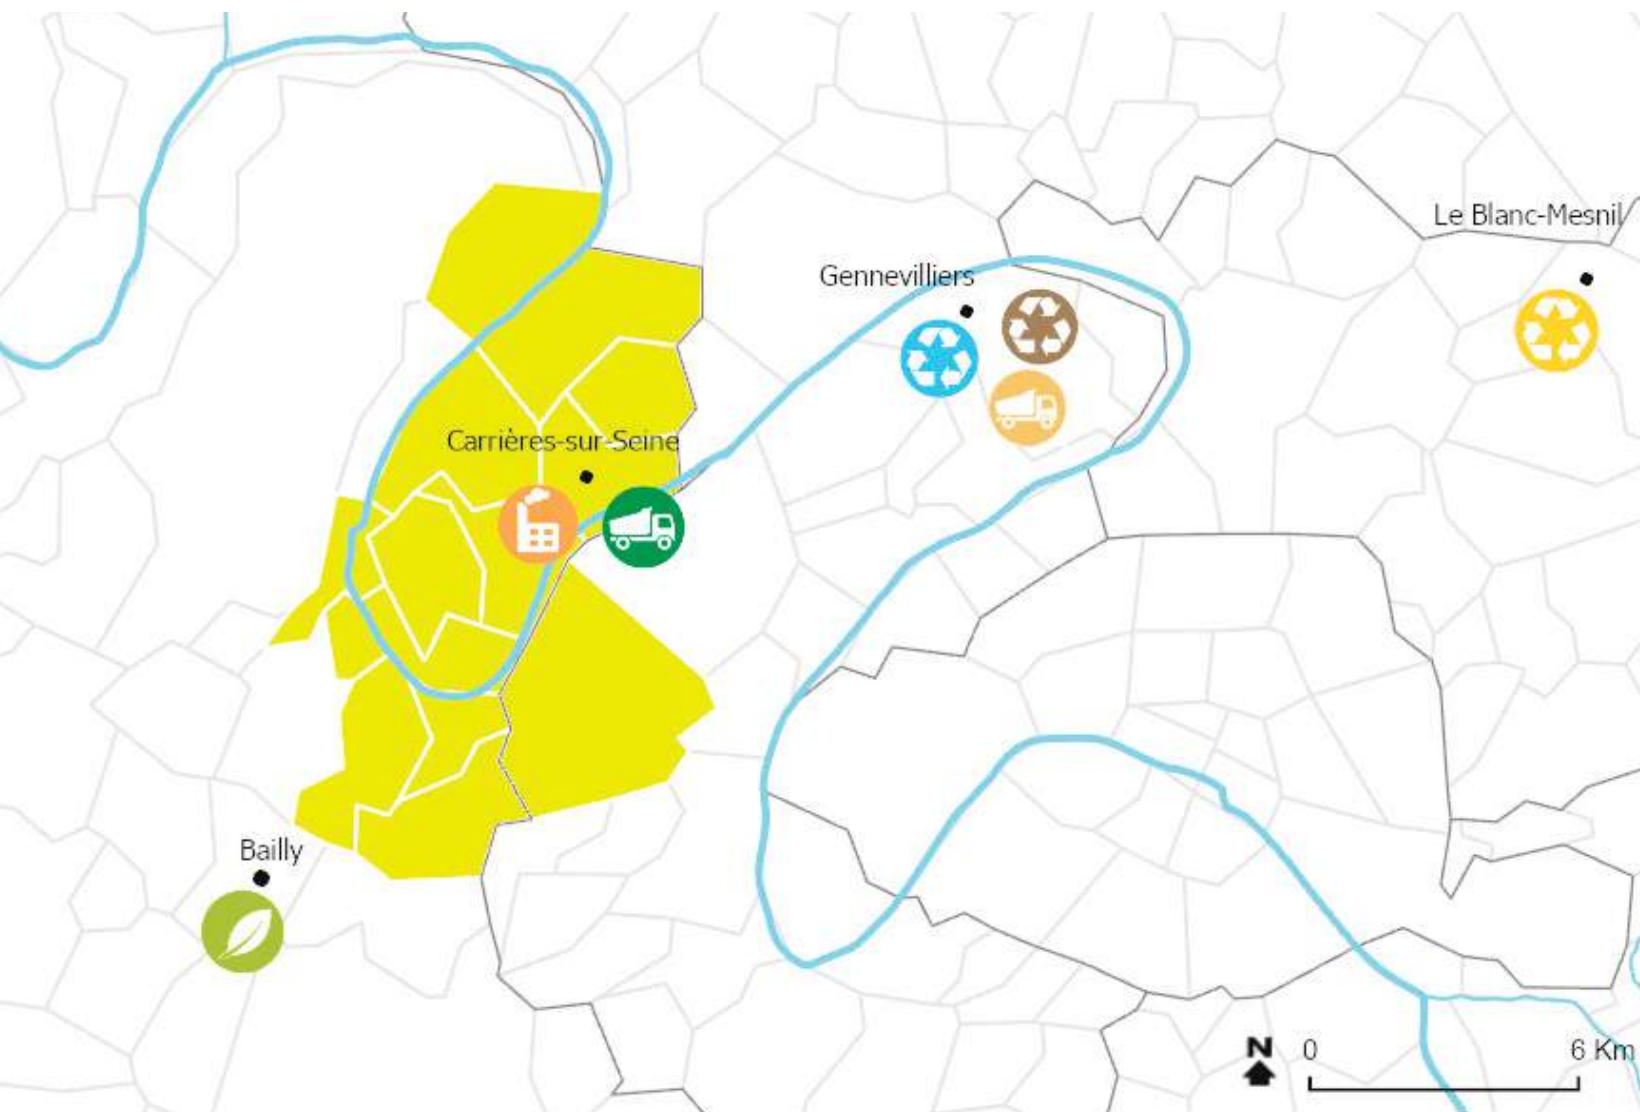 Le Blanc-Mesnil
Gennevilliers
Carrières-sur-Seine
Bailly
N 0 6 Km